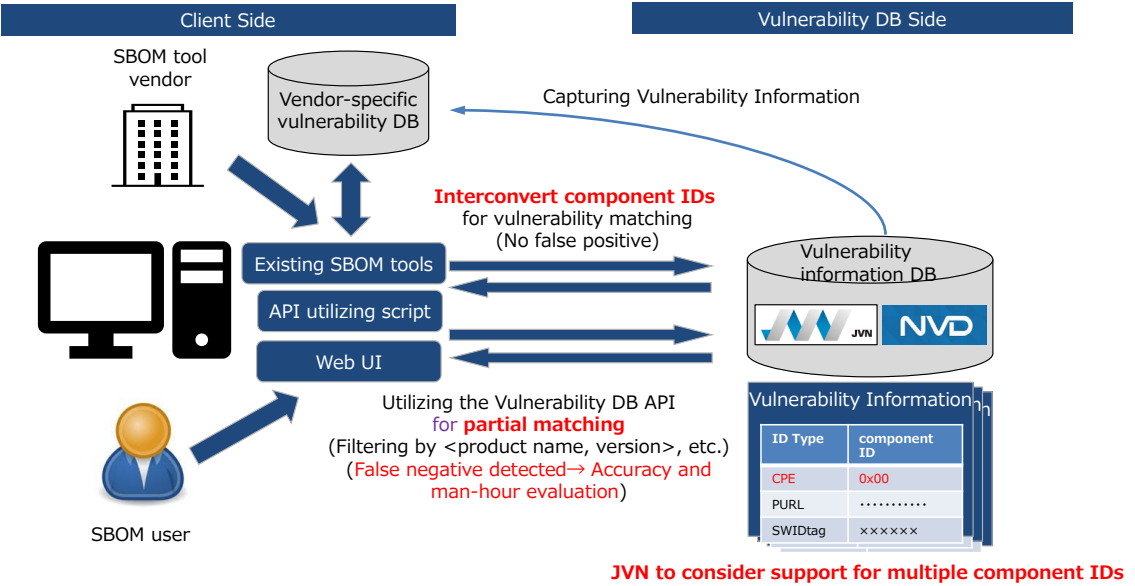 Client Side
Vulnerability DB Side
SBOM tool
vendor
Vendor-specific
vulnerability DB
Capturing Vulnerability Information
Interconvert component IDs
for vulnerability matching
(No false positive)
Existing SBOM tools
API utilizing script
Web UI
Vulnerability
information DB
JVN
NVD
Utilizing the Vulnerability DB API
for partial matching
(Filtering by <product name, version>, etc.)
(False negative detected→ Accuracy and
man-hour evaluation)
SBOM user
Vulnerability Information
ID Type
component
ID
CPE
0x00
PURL
···········
SWIDtag
××××××
JVN to consider support for multiple component IDs